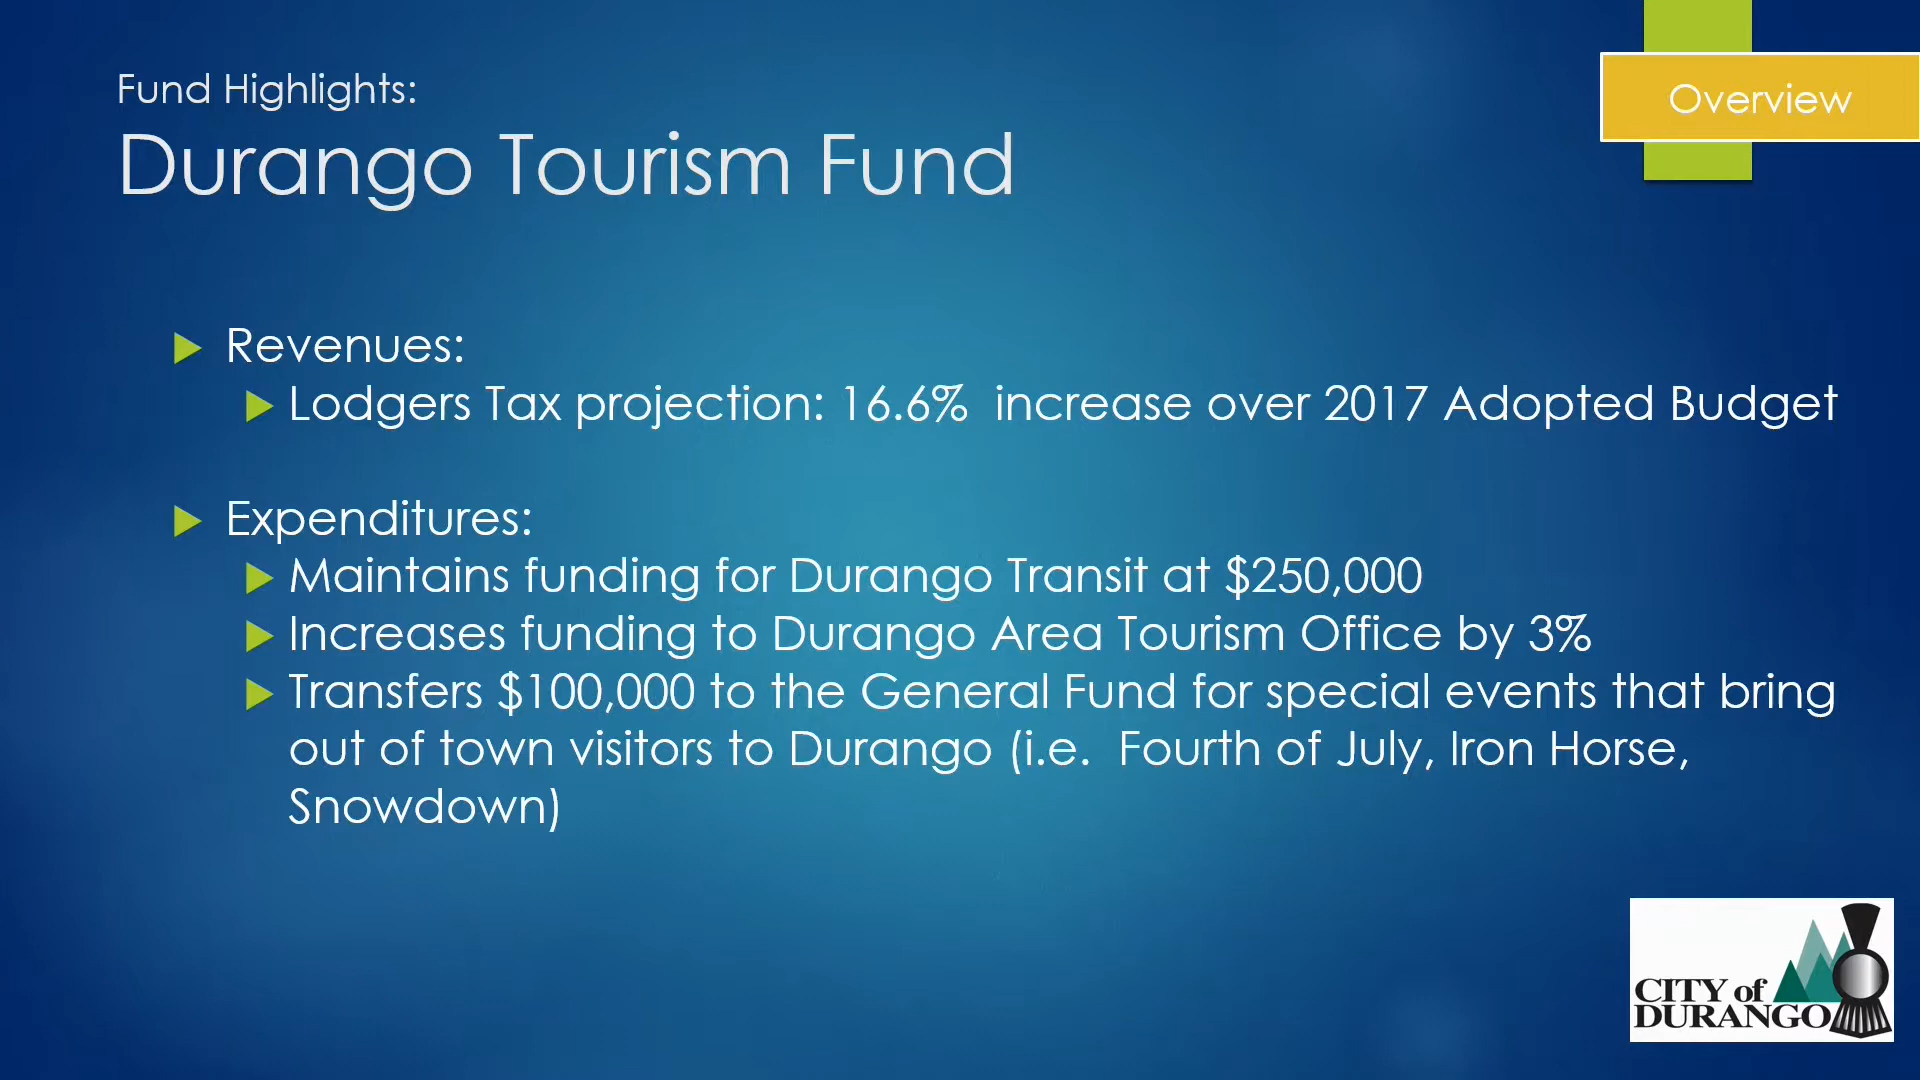 Fund Highlights:
Durango Tourism Fund
Overview
Revenues:
Lodgers Tax projection: 16.6%  increase over 2017 Adopted Budget
Expenditures:
Maintains funding for Durango Transit at $250,000
Increases funding to Durango Area Tourism Office by 3%
Transfers $100,000 to the General Fund for special events that bring
out of town visitors to Durango (i.e.  Fourth of July, Iron Horse,
Snowdown)
CITY of
DURANGO